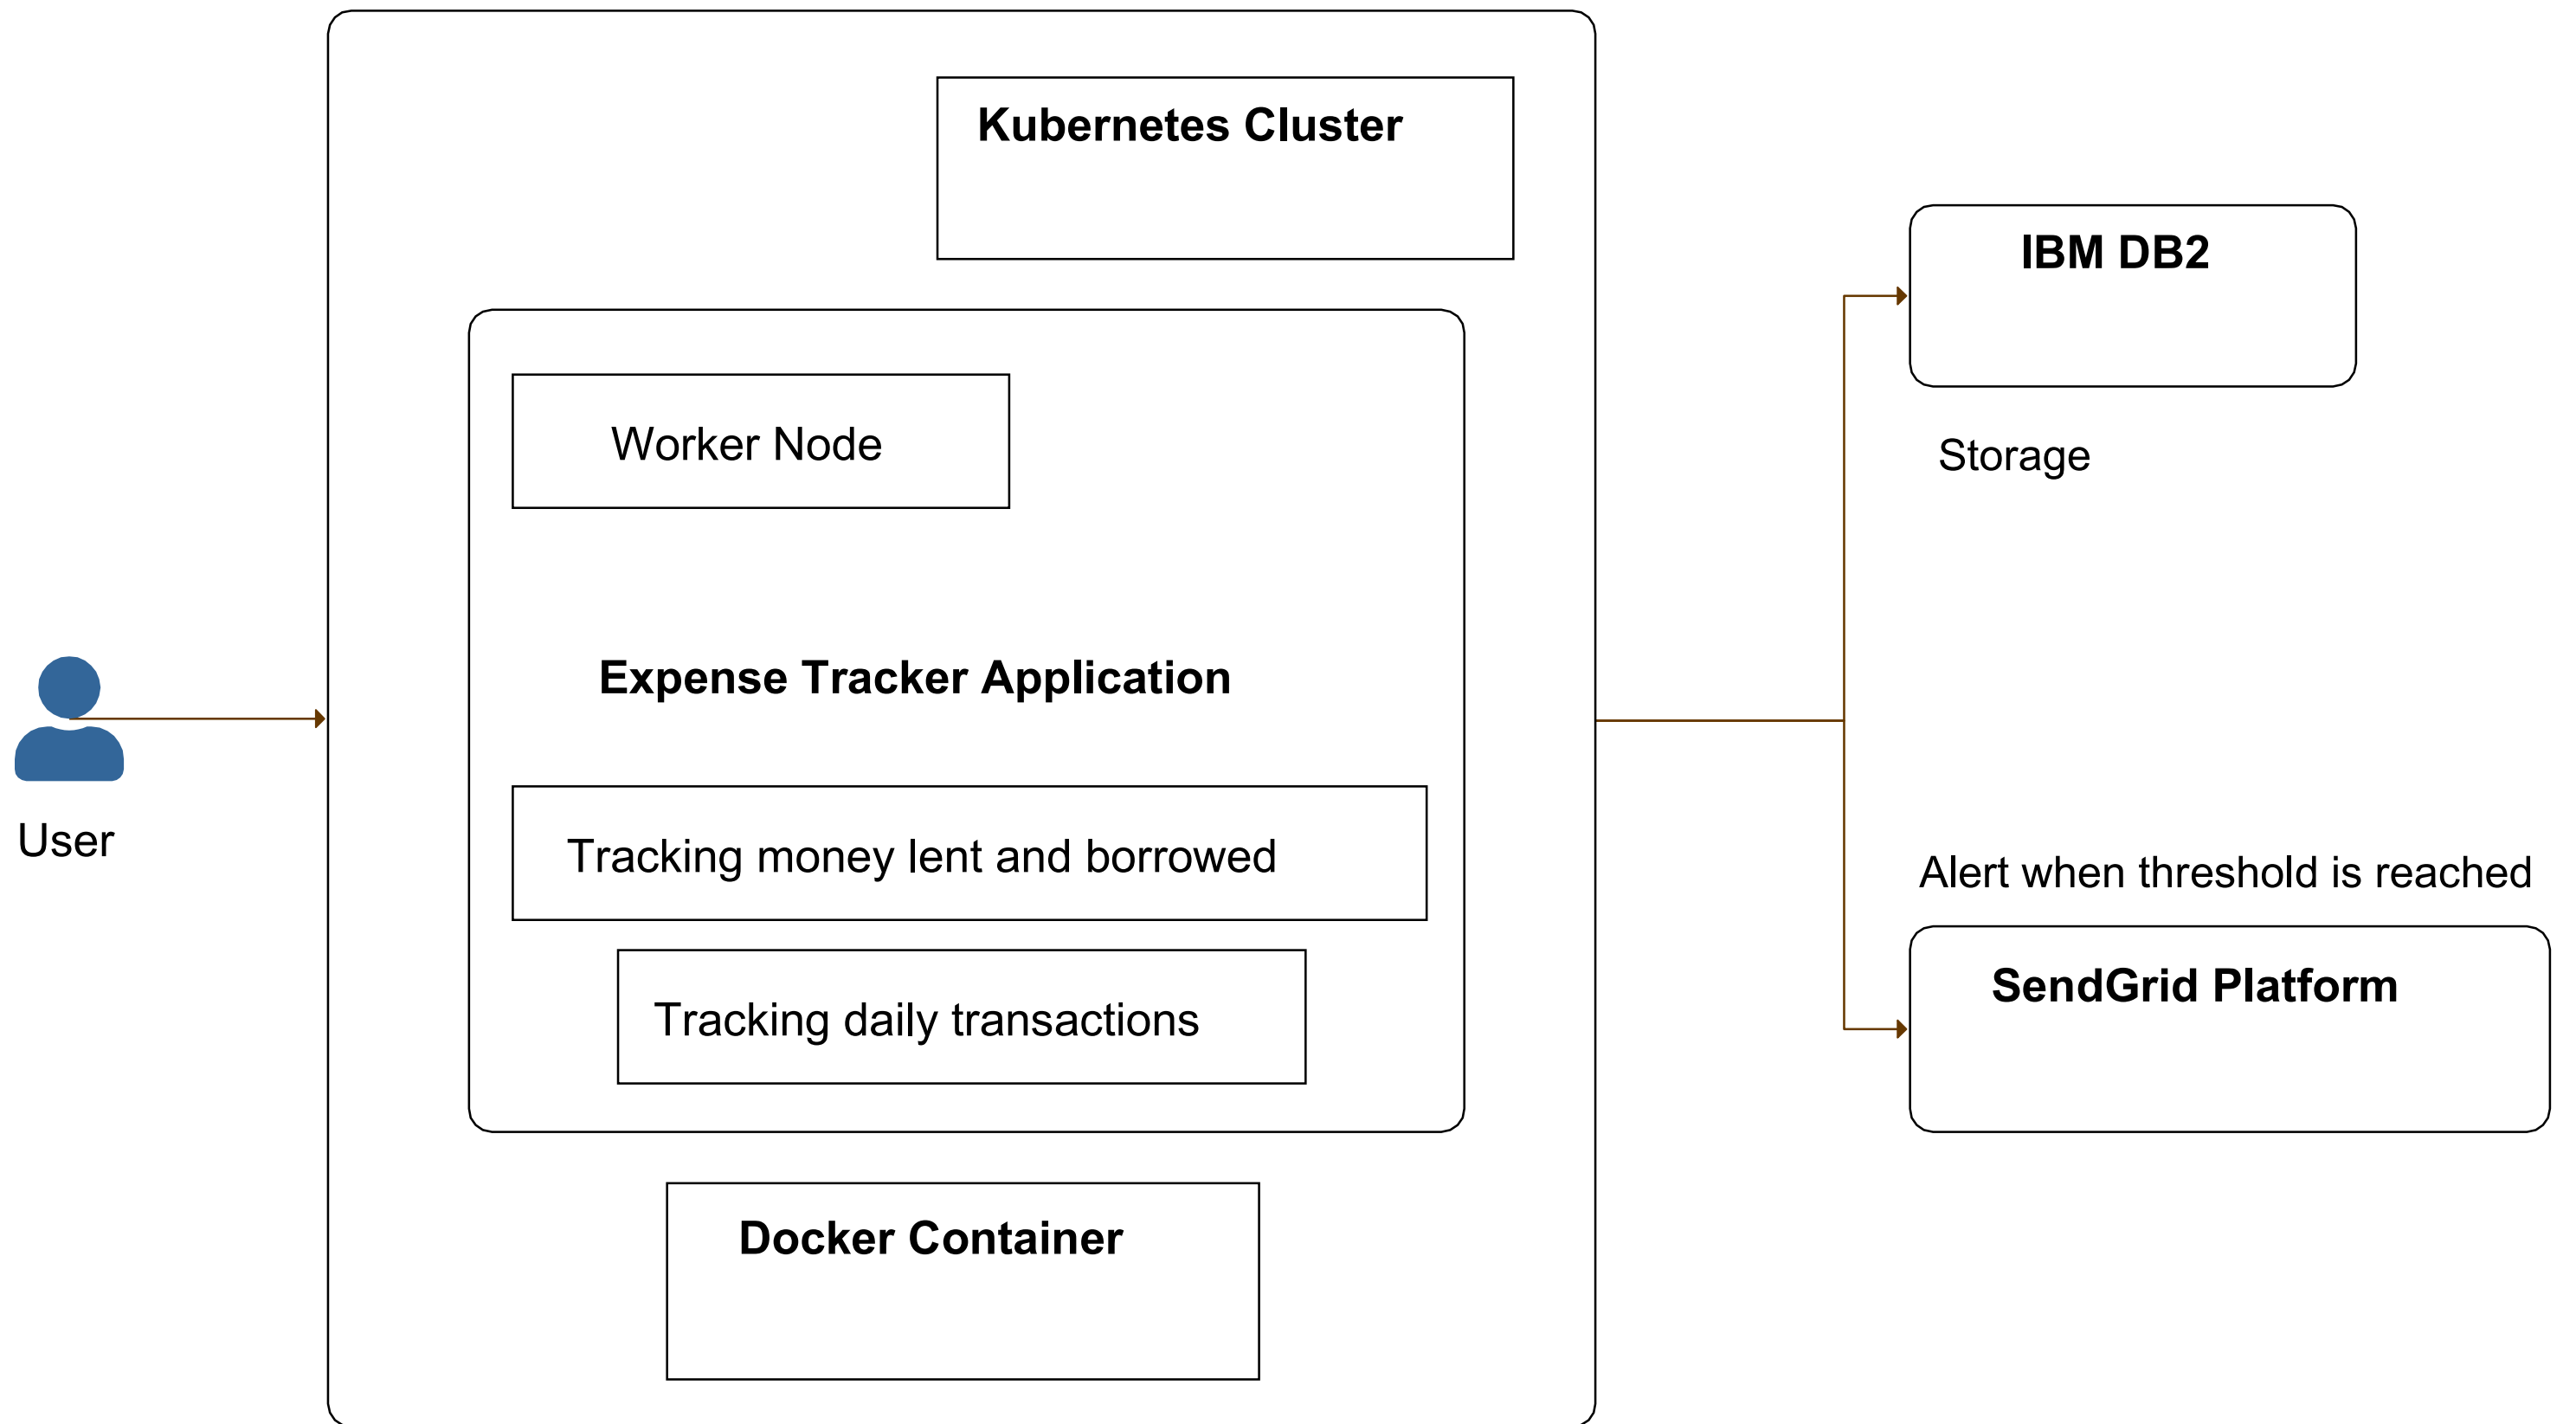 Kubernetes Cluster
IBM DB2
Worker Node
Storage
Expense Tracker Application
User
Tracking money lent and borrowed
Alert when threshold is reached
SendGrid Platform
Tracking daily transactions
Docker Container